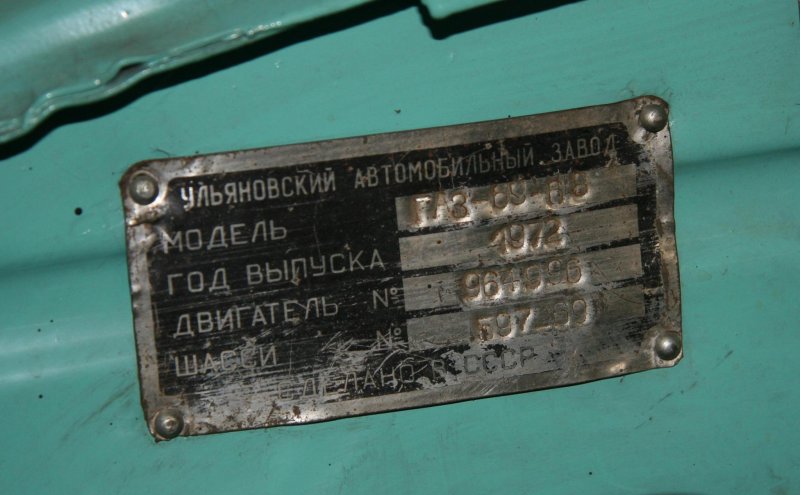 УЛЬЯНОВСКИЙ АВТОМОБИЛЬНЫЙ ЗАВОД
МОДЕЛЬ ГАЗ-69-68
ГОД ВЫПУСКА 1972
ДВИГАТЕЛЬ №
ШАССИ №
СДЕЛАНО В СССР